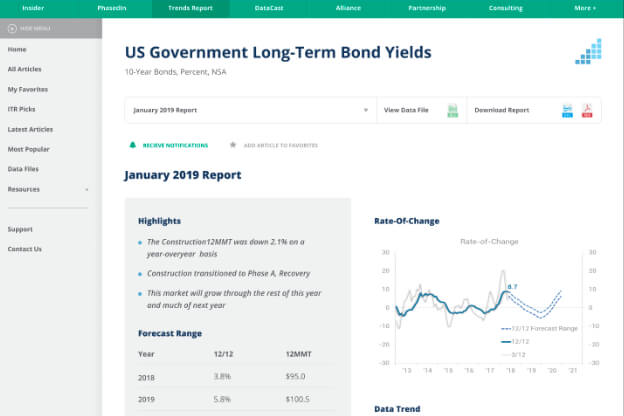 Insider PhasedIn Trends Report DataCast Alliance Partnership Consulting More +
HIDE MENU
Home
All Articles
My Favorites
ITR Picks
Latest Articles
Most Popular
Data Files
Resources
Support
Contact Us
US Government Long-Term Bond Yields
10-Year Bonds, Percent, NSA
January 2019 Report View Data File Download Report
RECIEVE NOTIFICATIONS ADD ARTICLE TO FAVORITES
January 2019 Report
Highlights
The Construction12MMT was down 2.1% on a
year-overyear basis
Construction transitioned to Phase A, Recovery
This market will grow through the rest of this year
and much of next year
Forecast Range
Year 12/12 12MMT
2018 3.8% $95.0
2019 5.8% $100.5
Rate-Of-Change
Rate-of-Change
30 30
20 20
10 10
8.7
0 0
-10 -10
-20 -20
-30 -30
12/12 Forecast Range
12/12
3/12
'13 '14 '15 '16 '17 '18 '19 '20 '21
Data Trend